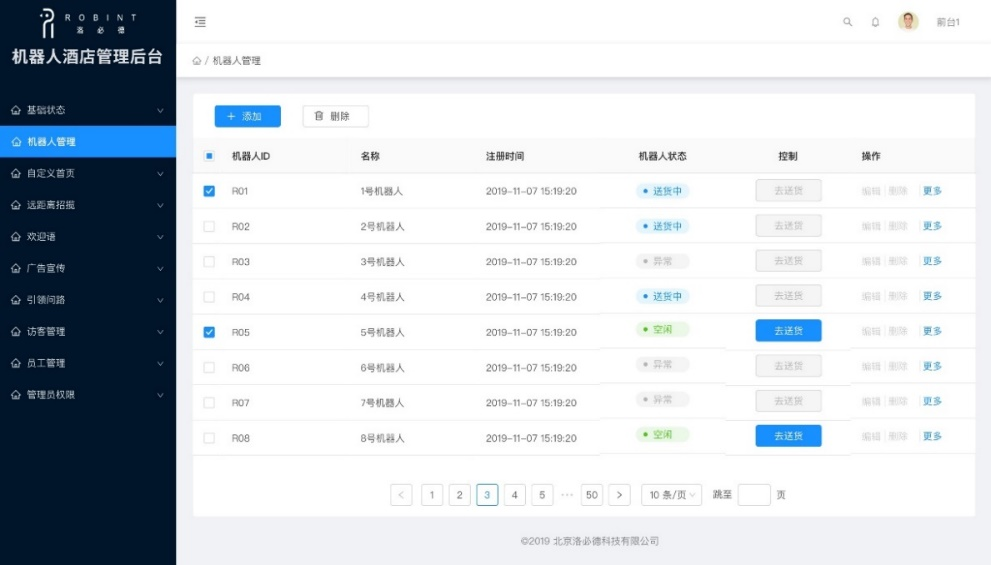 ROBINT
洛必德
机器人酒店管理后台
前台1
/ 机器人管理
基础状态
机器人管理
自定义首页
远距离招揽
欢迎语
广告宣传
引领问路
访客管理
员工管理
管理员权限
+ 添加 删除
机器人ID 名称 注册时间 机器人状态 控制 操作
R01 1号机器人 2019-11-07 15:19:20 送货中 去送货 编辑 删除 更多
R02 2号机器人 2019-11-07 15:19:20 送货中 去送货 编辑 删除 更多
R03 3号机器人 2019-11-07 15:19:20 异常 去送货 编辑 删除 更多
R04 4号机器人 2019-11-07 15:19:20 送货中 去送货 编辑 删除 更多
R05 5号机器人 2019-11-07 15:19:20 空闲 去送货 编辑 删除 更多
R06 6号机器人 2019-11-07 15:19:20 异常 去送货 编辑 删除 更多
R07 7号机器人 2019-11-07 15:19:20 异常 去送货 编辑 删除 更多
R08 8号机器人 2019-11-07 15:19:20 空闲 去送货 编辑 删除 更多
< 1 2 3 4 5 ··· 50 > 10 条/页 跳至 页
©2019 北京洛必德科技有限公司